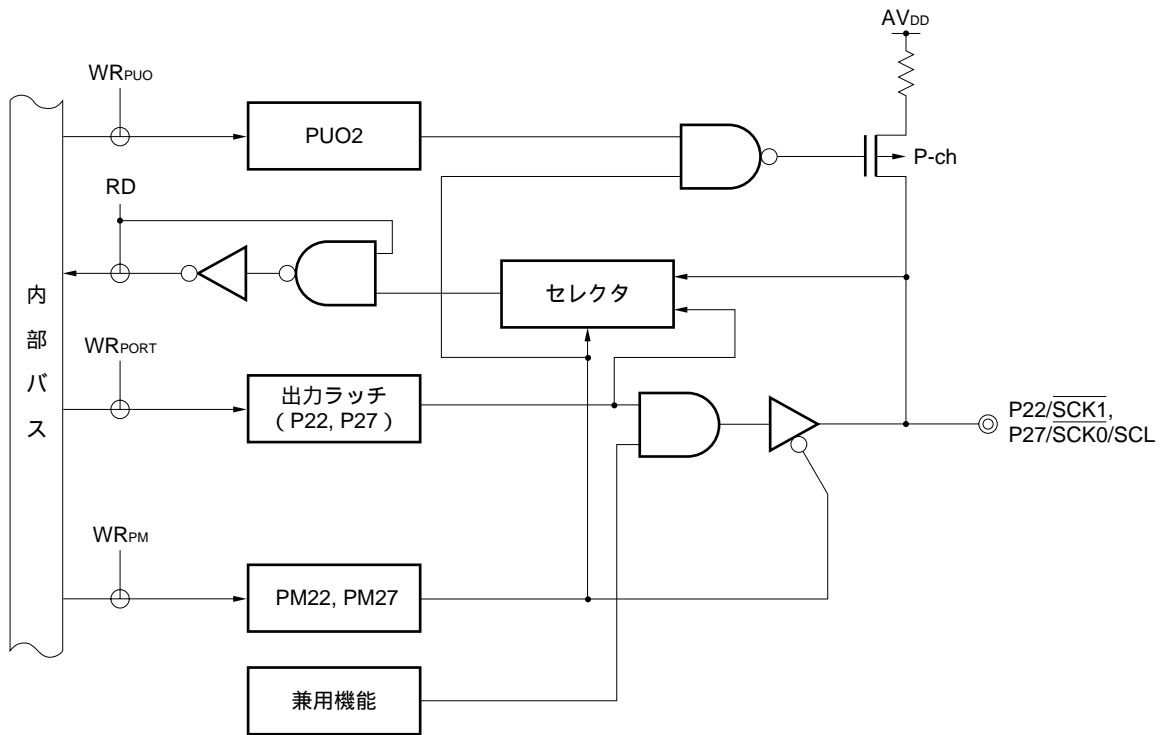 AVDD
WRPUO
PUO2
P-ch
RD
セレクタ
内部バス
WRPORT
出力ラッチ
(P22, P27)
P22/SCK1,
P27/SCK0/SCL
WRPM
PM22, PM27
兼用機能